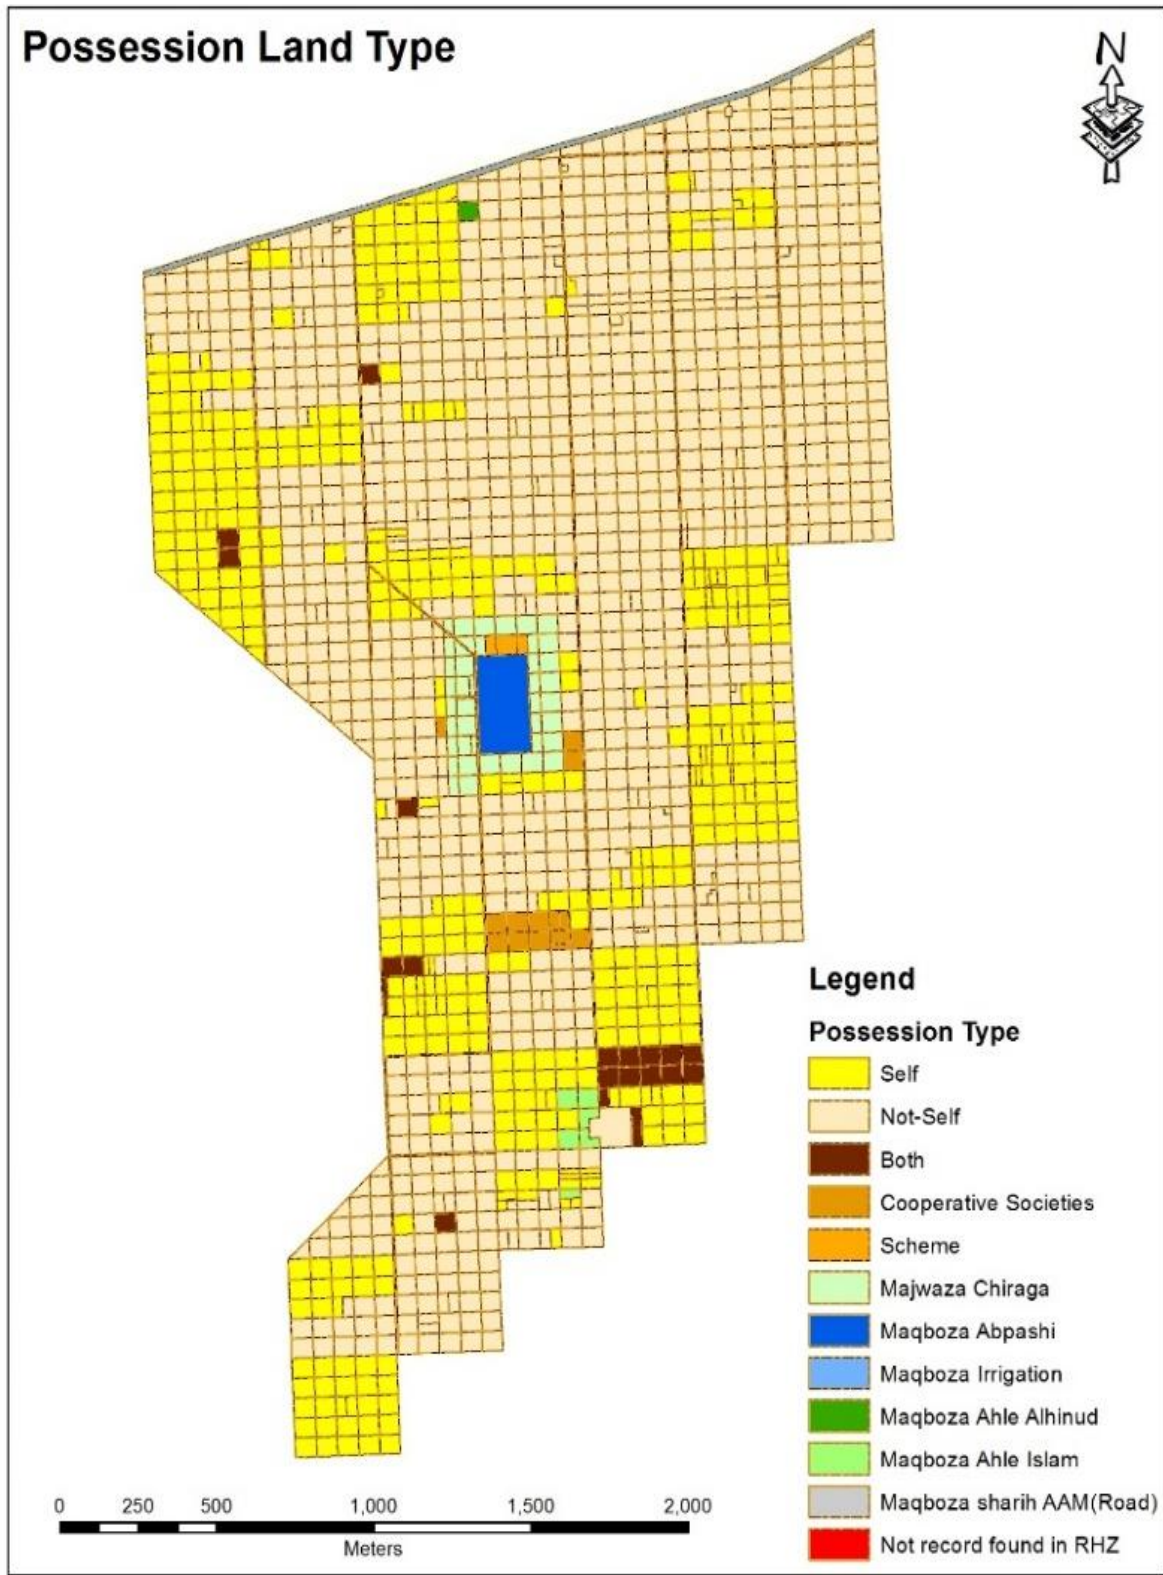 Possession Land Type
N
Legend
Possession Type
Self
Not-Self
Both
Cooperative Societies
Scheme
Majwaza Chiraga
Maqboza Abpashi
Maqboza Irrigation
Maqboza Ahle Alhinud
Maqboza Ahle Islam
Maqboza sharih AAM(Road)
Not record found in RHZ
0 250 500 1,000 1,500 2,000
Meters